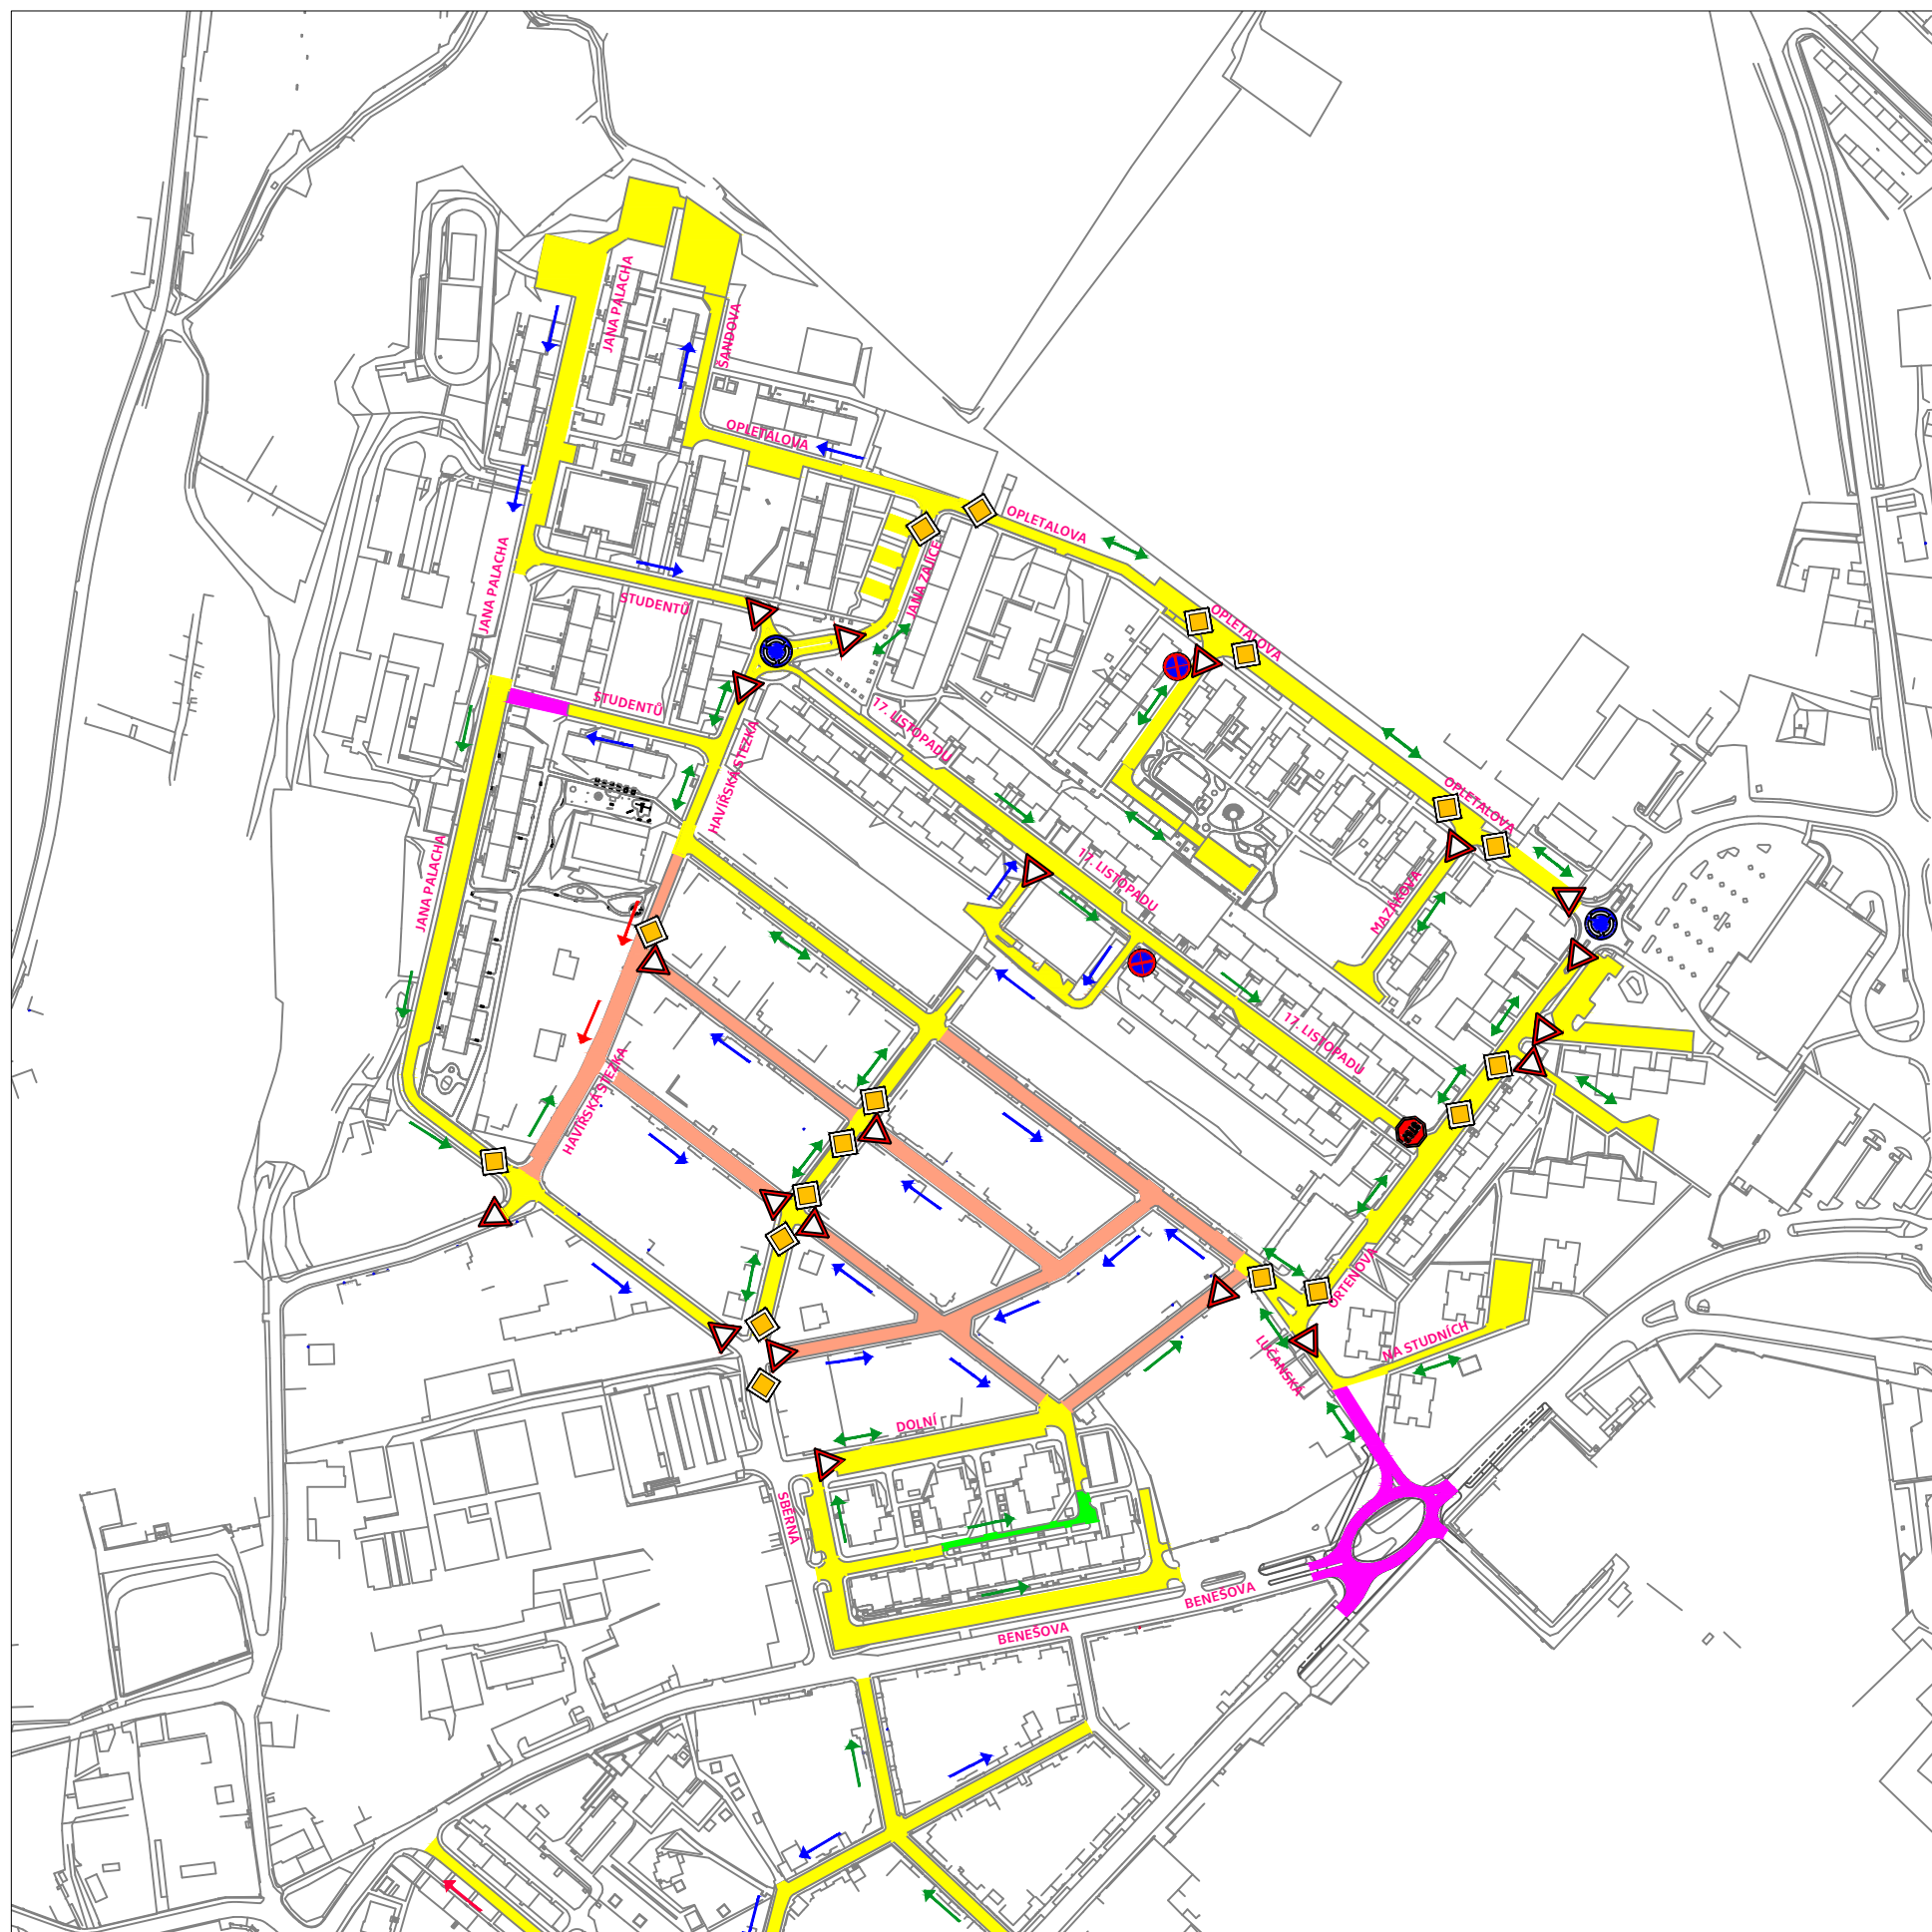 JANA PALACHA
ŠANDOVA
OPLETALOVA
OPLETALOVA
JANA PALACHA
JANA ZAJÍCE
STUDENTŮ
OPLETALOVA
STUDENTŮ
17. LISTOPADU
HAVÍŘSKÁ STEZKA
OPLETALOVA
JANA PALACHA
17. LISTOPADU
MAZÁKOVA
17. LISTOPADU
HAVÍŘSKÁ STEZKA
ORTENOVA
NA STUDNÍCH
LUČANSKÁ
DOLNÍ
SBĚRNÁ
BENEŠOVA
BENEŠOVA